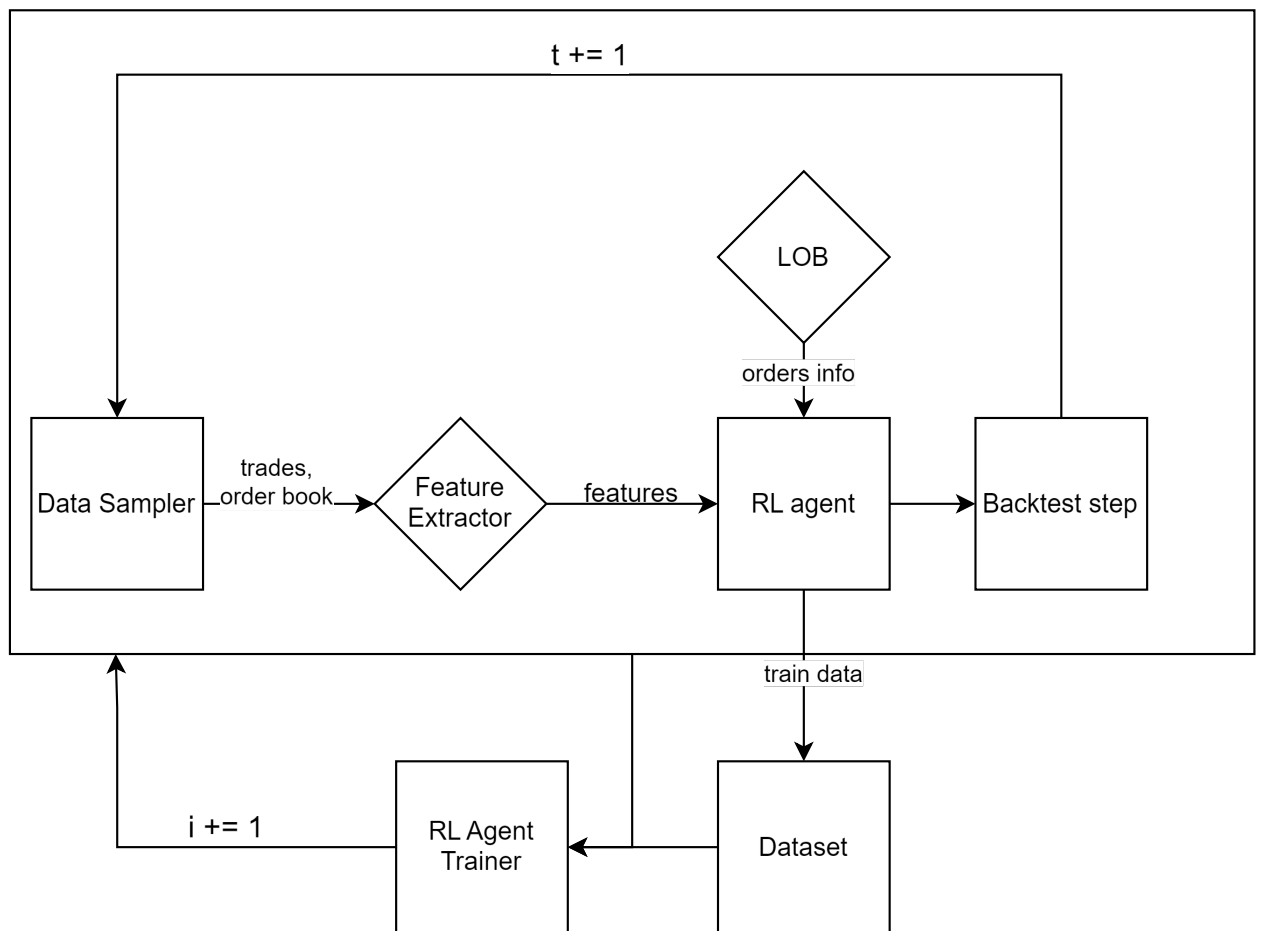 t += 1
LOB
orders info
trades,
order book
Data Sampler
Feature
Extractor
features
RL agent
Backtest step
train data
i += 1
RL Agent
Trainer
Dataset